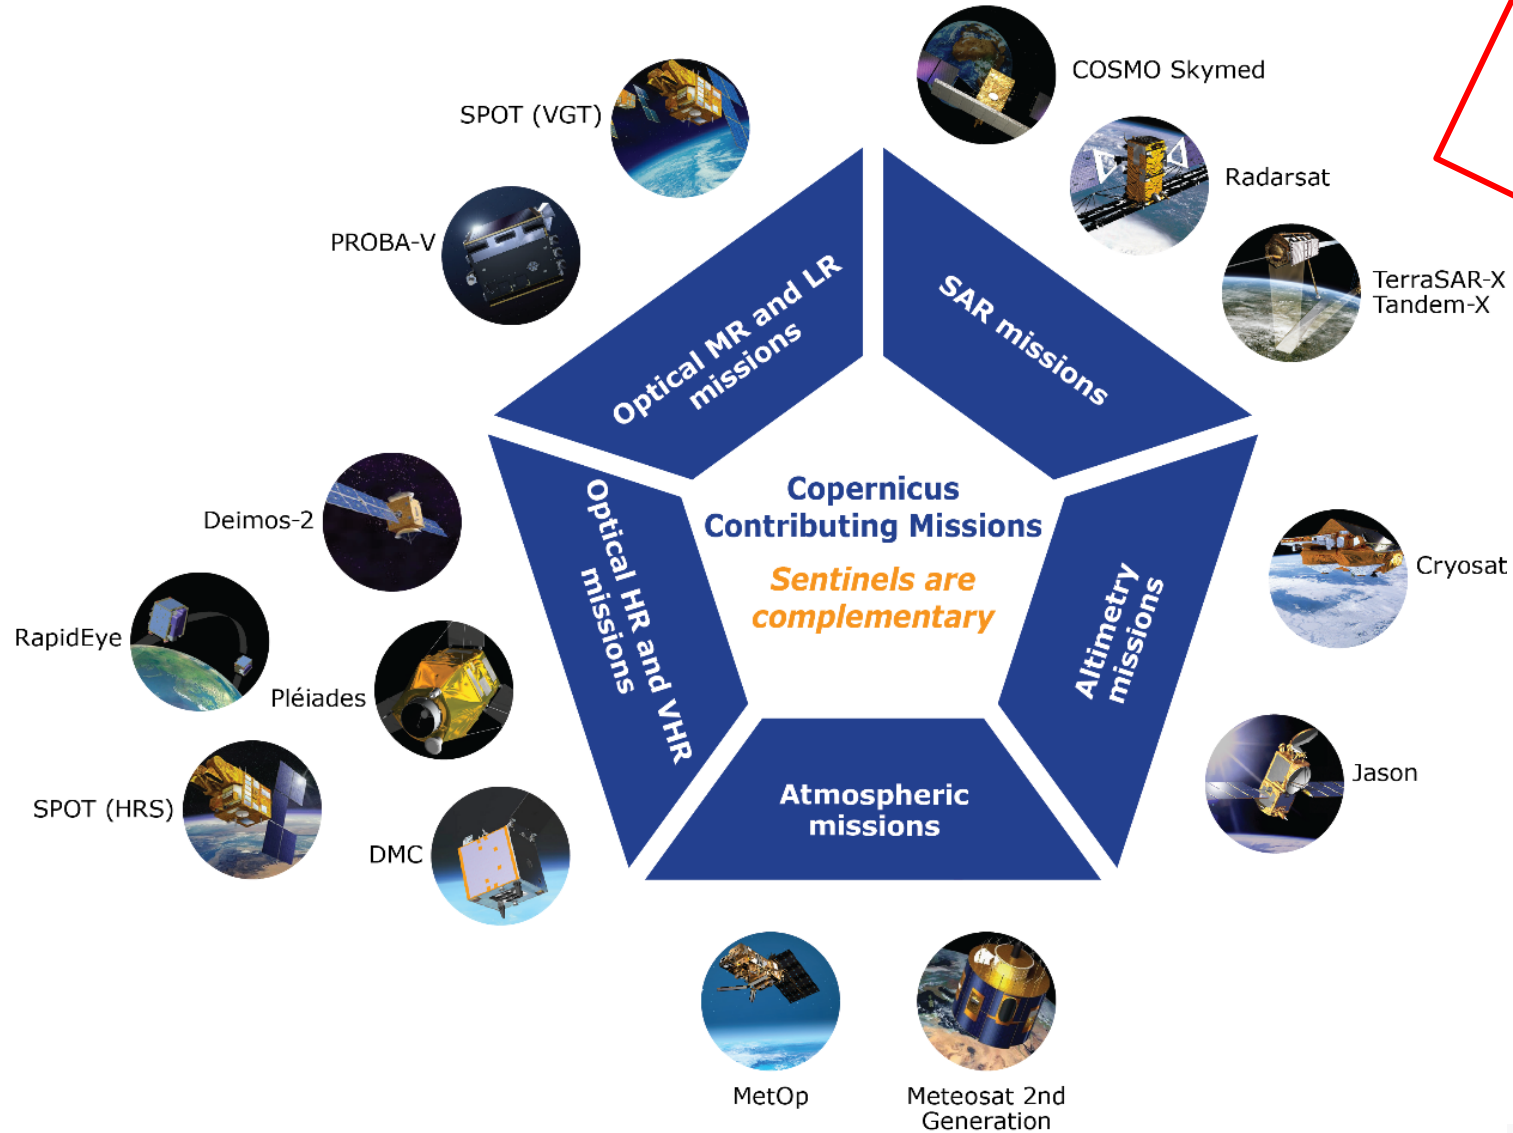 COSMO Skymed
SPOT (VGT)
Radarsat
PROBA-V
TerraSAR-X
Tandem-X
Optical MR and LR
missions
SAR missions
Copernicus
Contributing Missions
Sentinels are
complementary
Optical HR and VHR
missions
Altimetry
missions
Atmospheric
missions
Deimos-2
RapidEye
Pléiades
SPOT (HRS)
DMC
Cryosat
Jason
MetOp
Meteosat 2nd
Generation